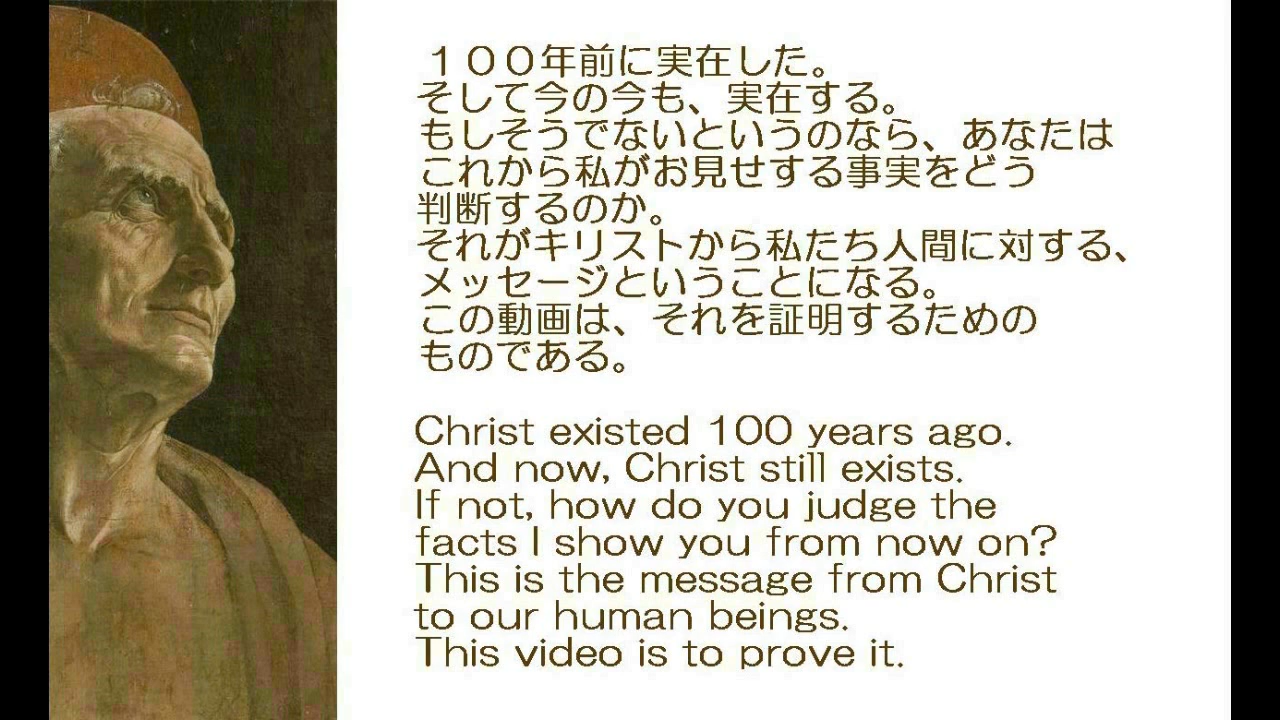 １００年前に実在した。
そして今の今も、実在する。
もしそうでないというのなら、あなたは
これから私がお見せする事実をどう
判断するのか。
それがキリストから私たち人間に対する、
メッセージということになる。
この動画は、それを証明するための
ものである。
Christ existed 100 years ago.
And now, Christ still exists.
If not, how do you judge the
facts I show you from now on?
This is the message from Christ
to our human beings.
This video is to prove it.